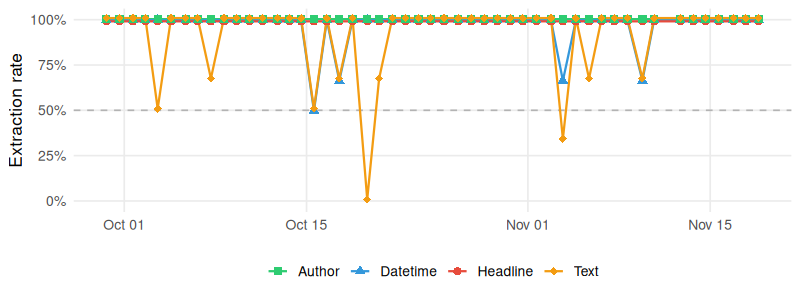 100%
75%
50%
25%
0%
Extraction rate
Oct 01 Oct 15 Nov 01 Nov 15
Author Datetime Headline Text